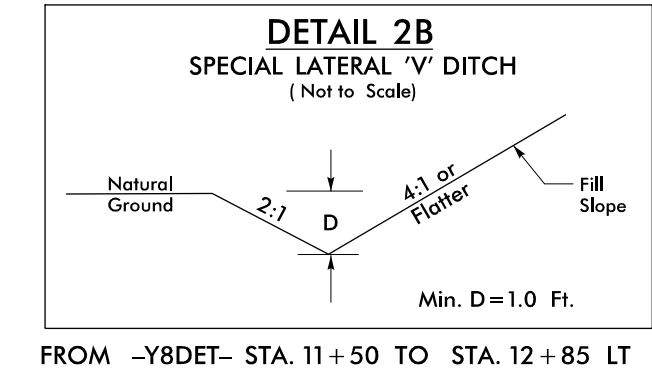 DETAIL 2B
SPECIAL LATERAL 'V' DITCH
( Not to Scale)
Natural
Ground
2:1
D
4:1 or
Flatter
Fill
Slope
Min. D=1.0 Ft.
FROM –Y8DET– STA. 11+50 TO STA. 12+85 LT